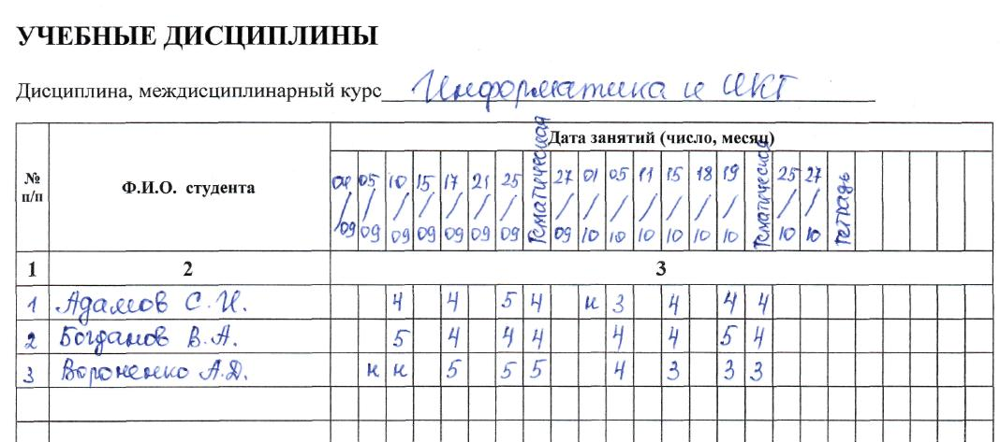 УЧЕБНЫЕ ДИСЦИПЛИНЫ
Дисциплина, междисциплинарный курс Информатика и ИКТ
№ п/п Ф.И.О. студента Дата занятий (число, месяц)
05/09 10/09 15/09 17/09 21/09 25/09 Тематическая 27/09 01/10 05/10 11/10 15/10 18/10 19/10 Тематическая 25/10 27/10 Тетрадь
1 2 3
1 Адамов С.И. 4 4 5 4 н 3 4 4 4
2 Богданов В.А. 5 4 4 4 4 4 5 4
3 Вороненко А.Д. н н 5 5 5 4 3 3 3